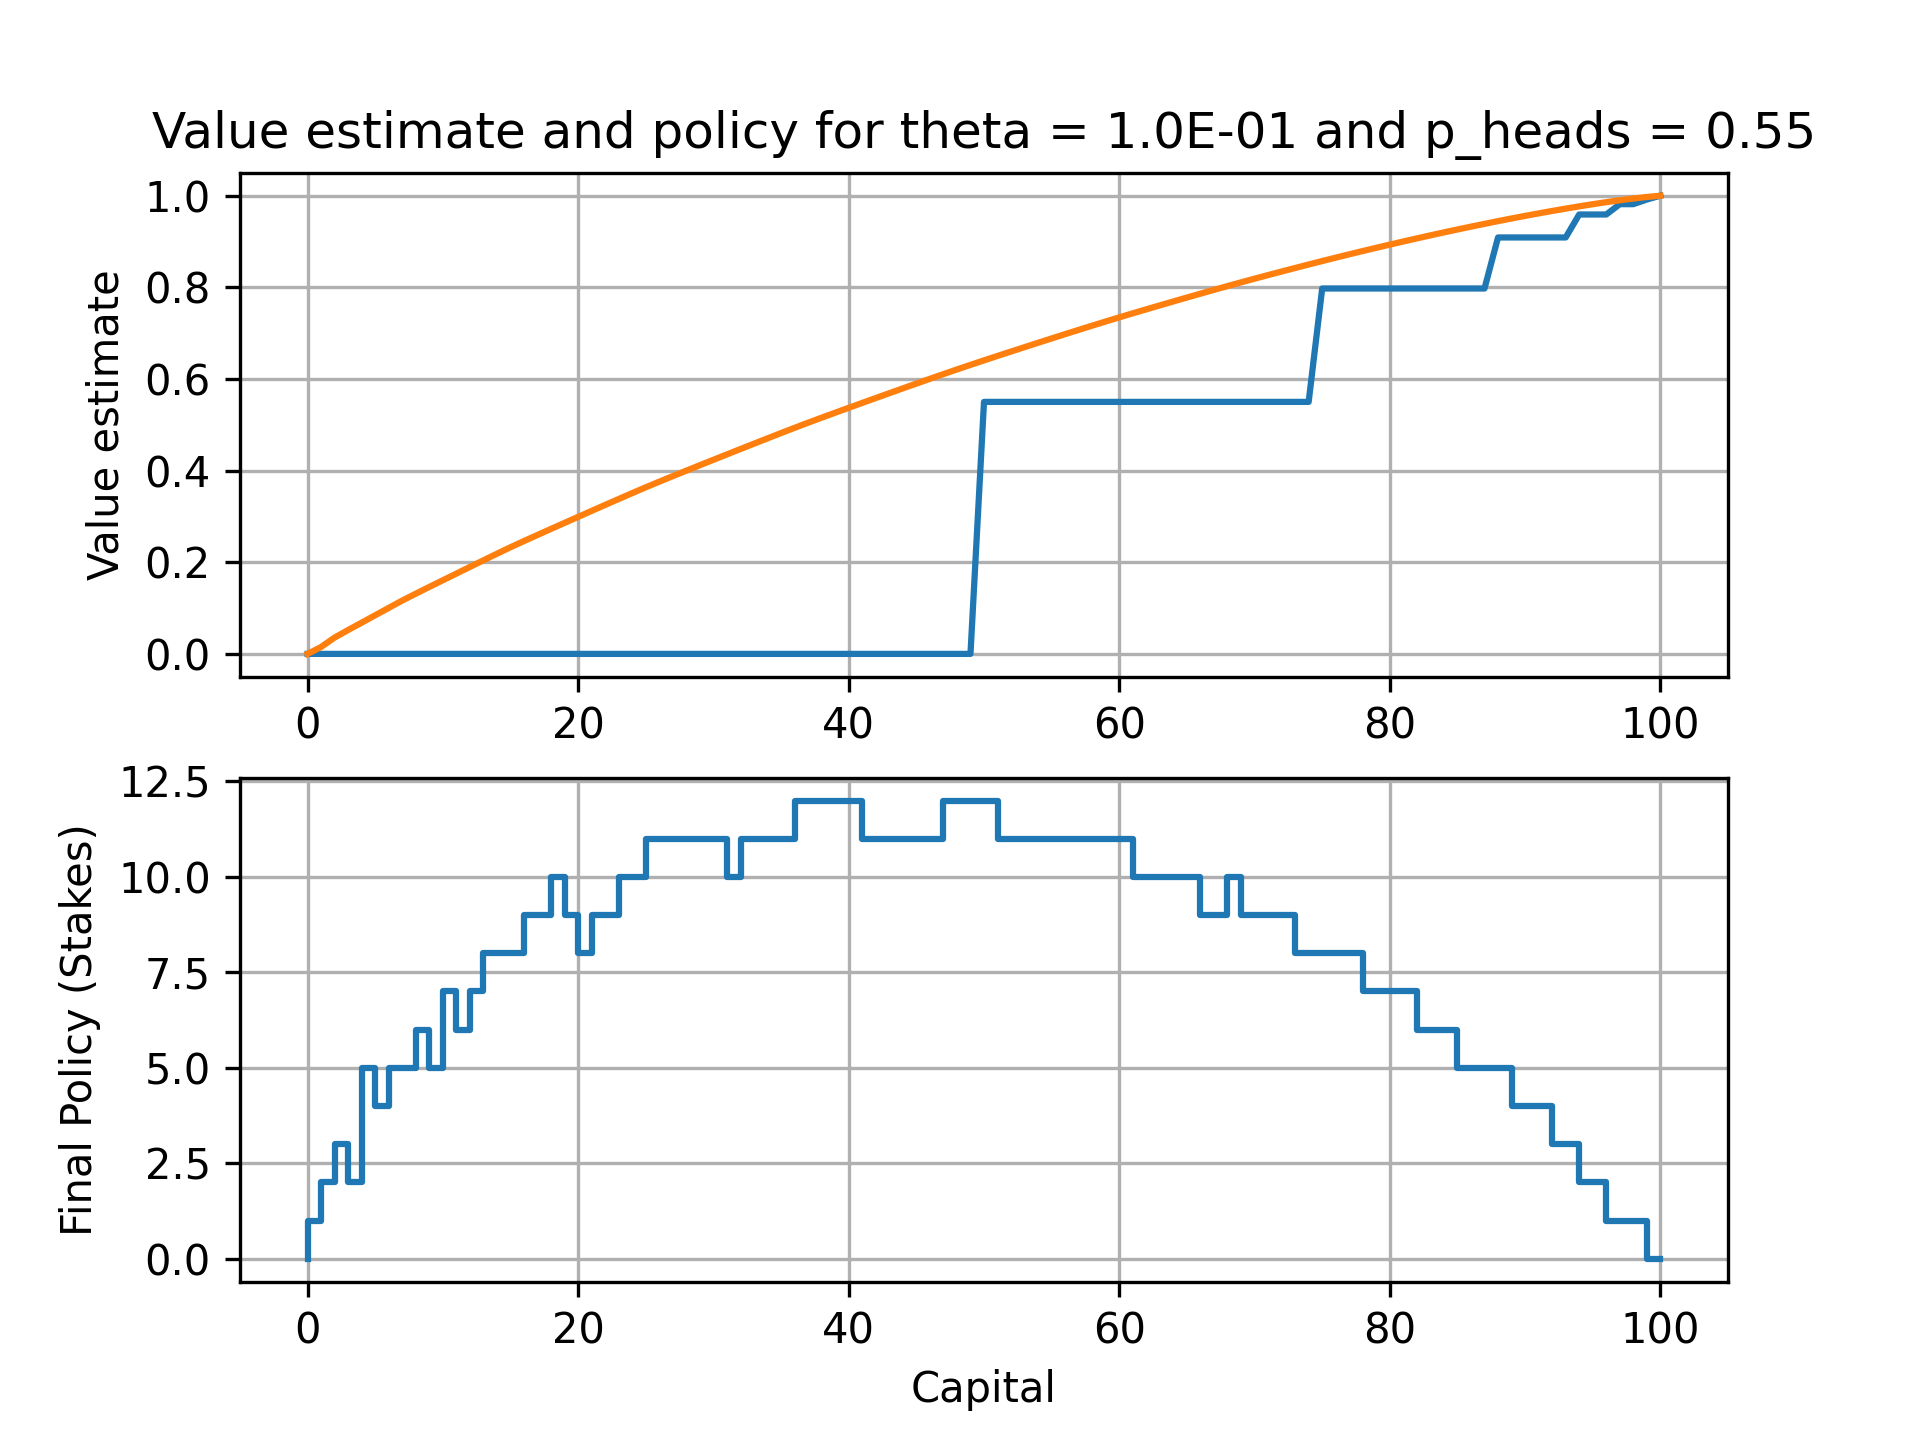 Value estimate and policy for theta = 1.0E-01 and p_heads = 0.55
Value estimate
1.0
0.8
0.6
0.4
0.2
0.0
0 20 40 60 80 100
Final Policy (Stakes)
12.5
10.0
7.5
5.0
2.5
0.0
0 20 40 60 80 100
Capital